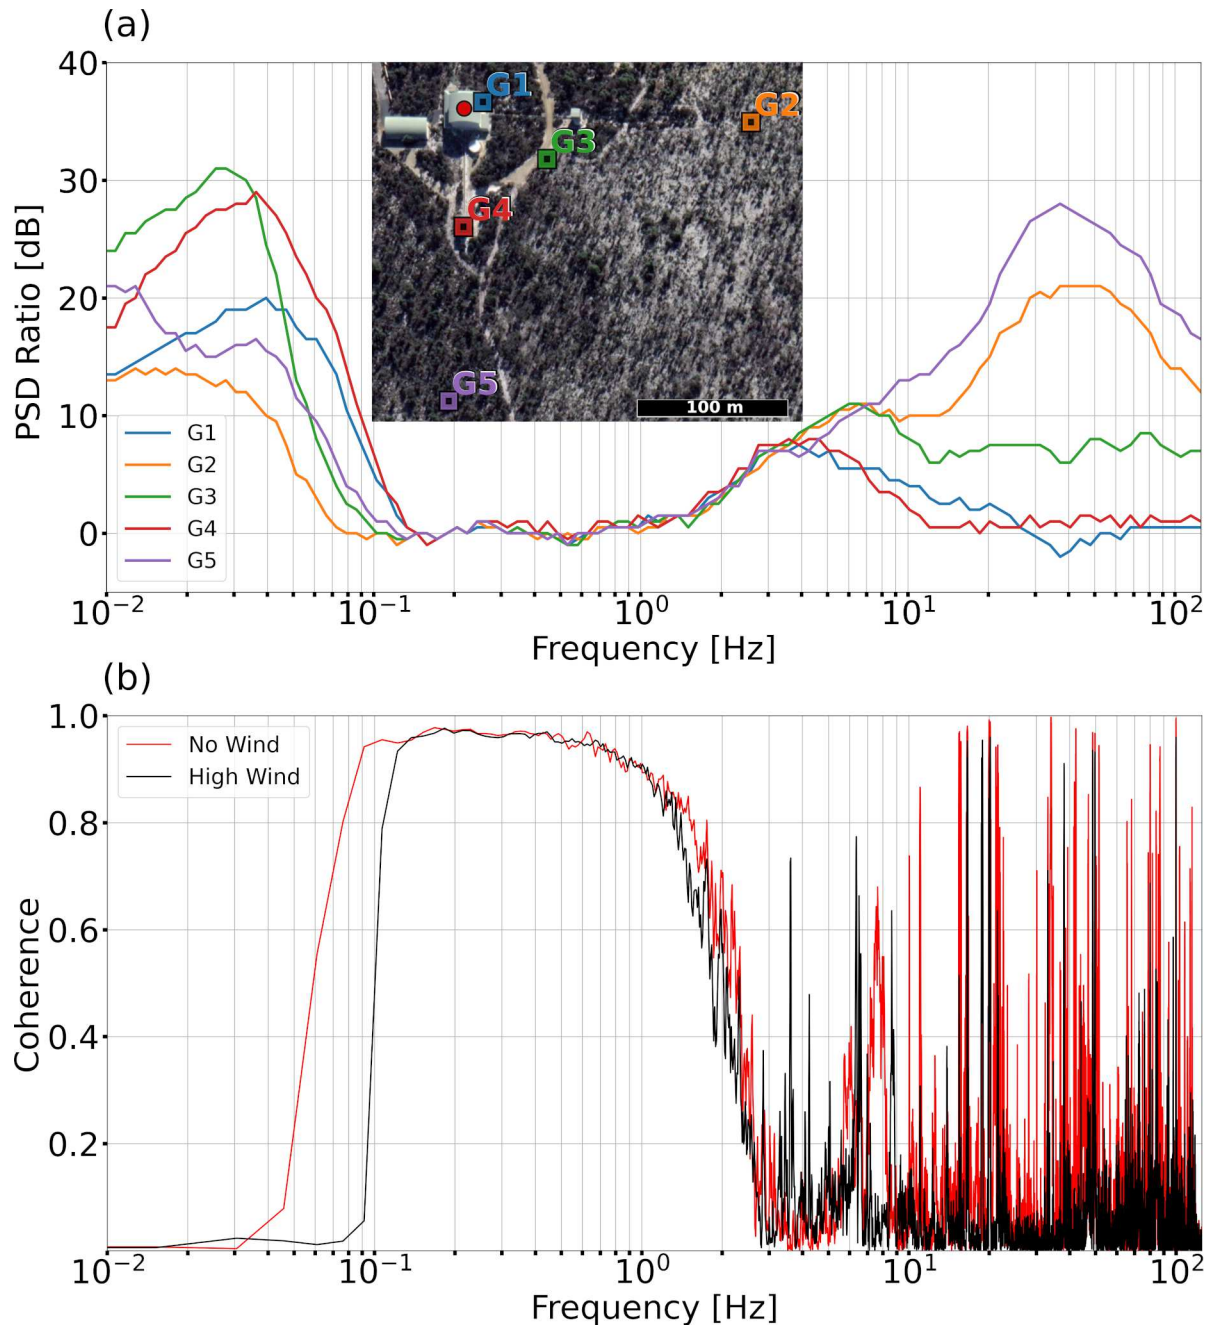 (a)
40
30
20
10
0
PSD Ratio [dB]
G1
G2
G3
G4
G5
100 m
G1
G2
G3
G4
G5
10⁻² 10⁻¹ 10⁰ 10¹ 10²
Frequency [Hz]
(b)
1.0
0.8
0.6
0.4
0.2
Coherence
No Wind
High Wind
10⁻² 10⁻¹ 10⁰ 10¹ 10²
Frequency [Hz]